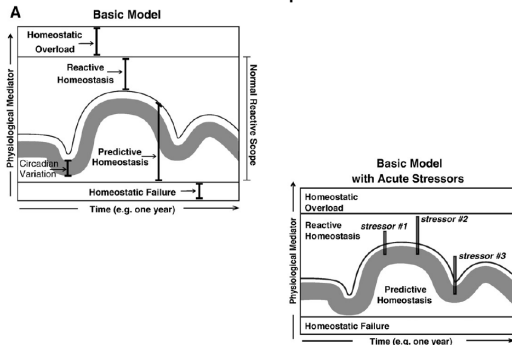 A
Basic Model
Homeostatic
Overload
Reactive
Homeostasis
Circadian
Variation
Predictive
Homeostasis
Homeostatic Failure
Physiological Mediator
Normal Reactive Scope
Time (e.g. one year)
Basic Model
with Acute Stressors
Homeostatic
Overload
Reactive
Homeostasis
stressor #1
stressor #2
stressor #3
Predictive
Homeostasis
Homeostatic Failure
Physiological Mediator
Time (e.g. one year)